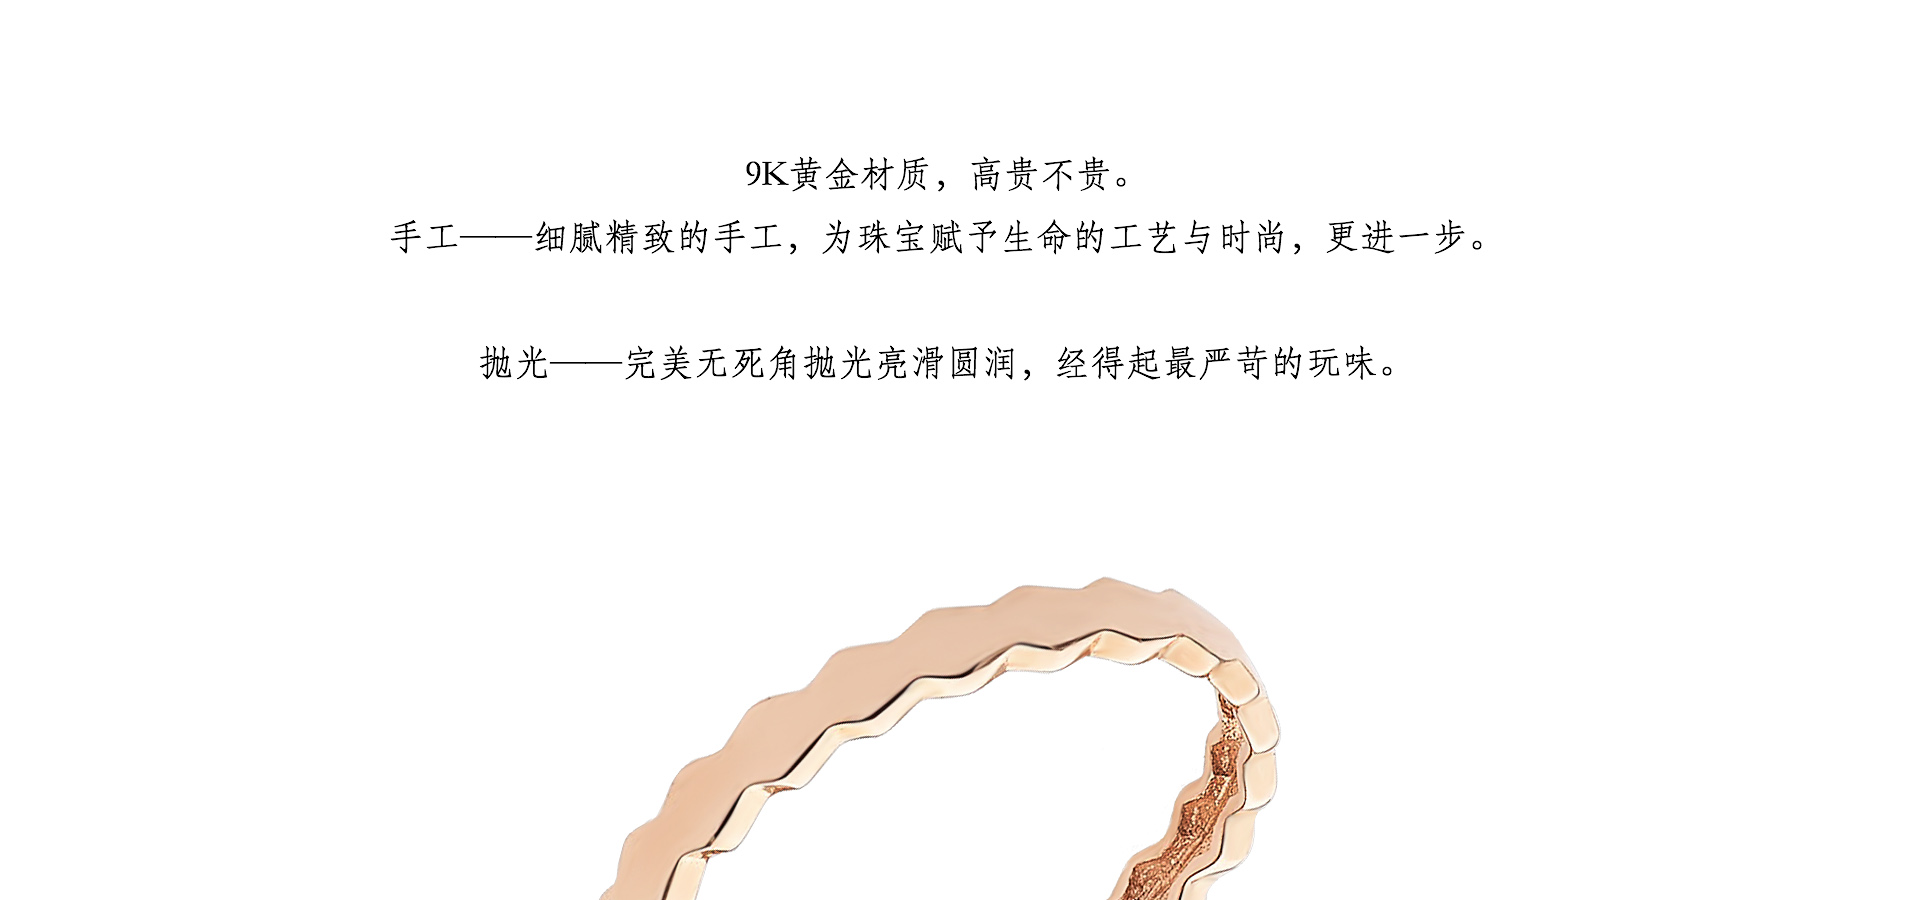 9K黄金材质，高贵不贵。
手工——细腻精致的手工，为珠宝赋予生命的工艺与时尚，更进一步。
抛光——完美无死角抛光亮滑圆润，经得起最严苛的玩味。